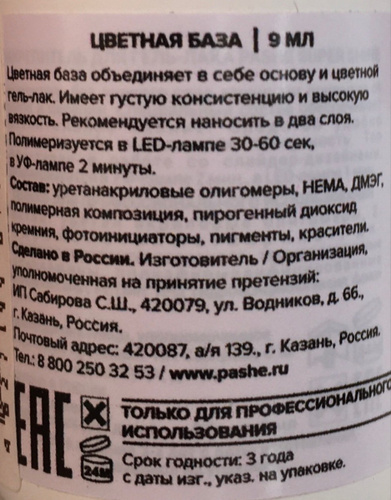 ЦВЕТНАЯ БАЗА | 9 МЛ
Цветная база объединяет в себе основу и цветной
гель-лак. Имеет густую консистенцию и высокую
вязкость. Рекомендуется наносить в два слоя.
Полимеризуется в LED-лампе 30-60 сек,
в УФ-лампе 2 минуты.
Состав: уретанакриловые олигомеры, HEMA, ДМЭГ,
полимерная композиция, пирогенный диоксид
кремния, фотоинициаторы, пигменты, красители.
Сделано в России. Изготовитель / Организация,
уполномоченная на принятие претензий:
ИП Сабирова С.Ш., 420079, ул. Водников, д. 66.,
г. Казань, Россия.
Почтовый адрес: 420087, а/я 139., г. Казань, Россия.
Тел.: 8 800 250 32 53 / www.pashe.ru
ЕАС
ТОЛЬКО ДЛЯ ПРОФЕССИОНАЛЬНОГО
ИСПОЛЬЗОВАНИЯ
24M
Срок годности: 3 года
с даты изг., указ. на упаковке.